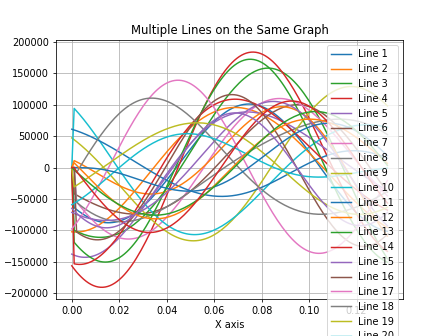 Multiple Lines on the Same Graph
200000
150000
100000
50000
0
−50000
−100000
−150000
−200000
0.00
0.02
0.04
0.06
0.08
0.10
X axis
Line 1
Line 2
Line 3
Line 4
Line 5
Line 6
Line 7
Line 8
Line 9
Line 10
Line 11
Line 12
Line 13
Line 14
Line 15
Line 16
Line 17
Line 18
Line 19
Line 20